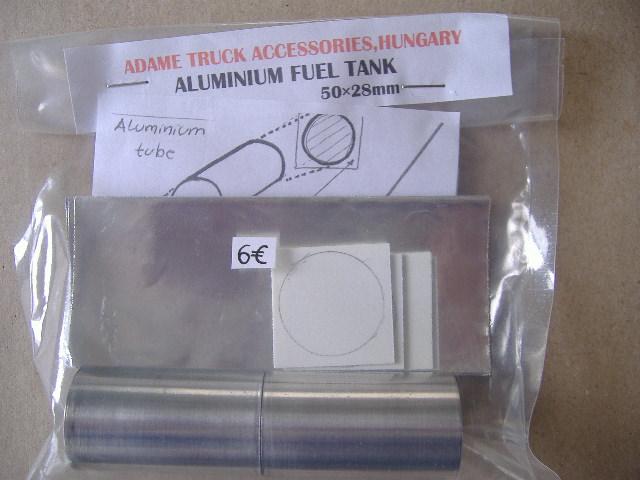 ADAME TRUCK ACCESSORIES,HUNGARY
ALUMINIUM FUEL TANK
50×28mm
Aluminium
tube
6€